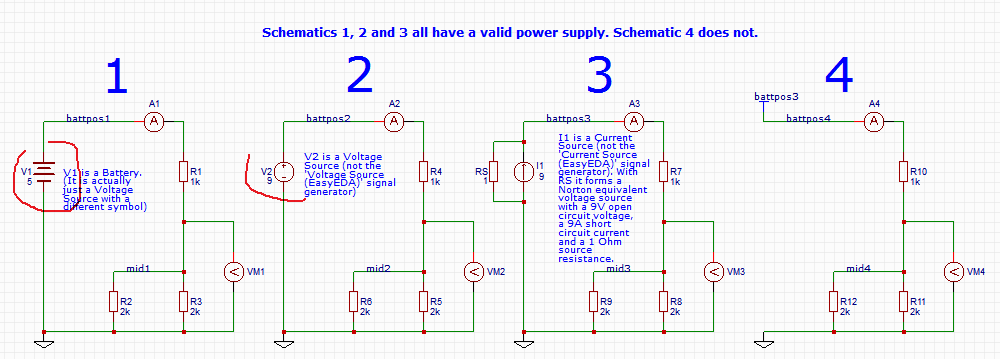 Schematics 1, 2 and 3 all have a valid power supply. Schematic 4 does not.
1
2
3
4
A1
battpos1
A
V1
5
V1 is a Battery.
(It is actually
just a Voltage
Source with a
different symbol)
R1
1k
mid1
VM1
R2
2k
R3
2k
A2
battpos2
A
V2
9
V2 is a Voltage
Source (not the
'Voltage Source
(EasyEDA)' signal
generator)
R4
1k
mid2
VM2
R6
2k
R5
2k
A3
battpos3
A
RS
1
I1
9
I1 is a Current
Source (not the
'Current Source
(EasyEDA)' signal
generator). With
RS it forms a
Norton equivalent
voltage source
with a 9V open
circuit voltage,
a 9A short
circuit current
and a 1 Ohm
source
resistance.
R7
1k
mid3
VM3
R9
2k
R8
2k
battpos3
A4
battpos4
A
R10
1k
mid4
VM4
R12
2k
R11
2k